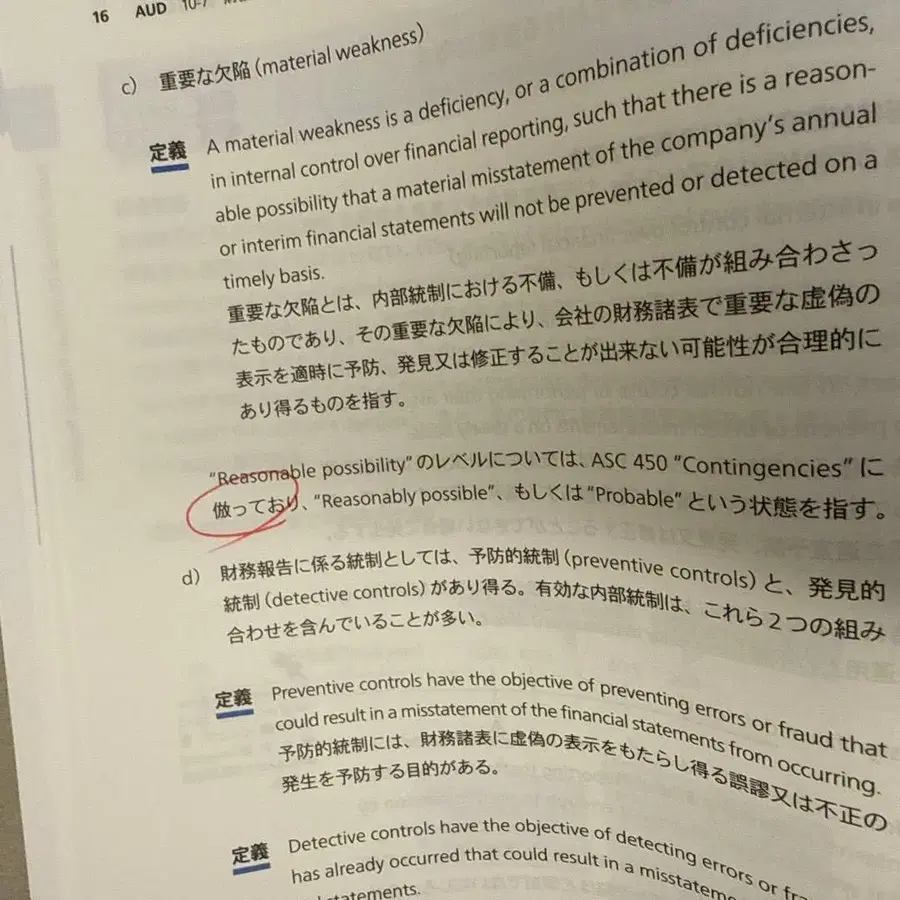 16 AUD 10-7
c) 重要な欠陥 (material weakness)
定義 A material weakness is a deficiency, or a combination of deficiencies,
in internal control over financial reporting, such that there is a reason-
able possibility that a material misstatement of the company's annual
or interim financial statements will not be prevented or detected on a
timely basis.
重要な欠陥とは、内部統制における不備、もしくは不備が組み合わさっ
たものであり、その重要な欠陥により、会社の財務諸表で重要な虚偽の
表示を適時に予防、発見又は修正することが出来ない可能性が合理的に
あり得るものを指す。
"Reasonable possibility" のレベルについては、ASC 450 "Contingencies" に
倣っており、"Reasonably possible"、もしくは "Probable" という状態を指す。
d) 財務報告に係る統制としては、予防的統制 (preventive controls) と、発見的
統制 (detective controls) があり得る。有効な内部統制は、これら2つの組み
合わせを含んでいることが多い。
定義 Preventive controls have the objective of preventing errors or fraud that
could result in a misstatement of the financial statements from occurring.
予防的統制には、財務諸表に虚偽の表示をもたらし得る誤謬又は不正の
発生を予防する目的がある。
定義 Detective controls have the objective of detecting errors or
has already occurred that could result in a